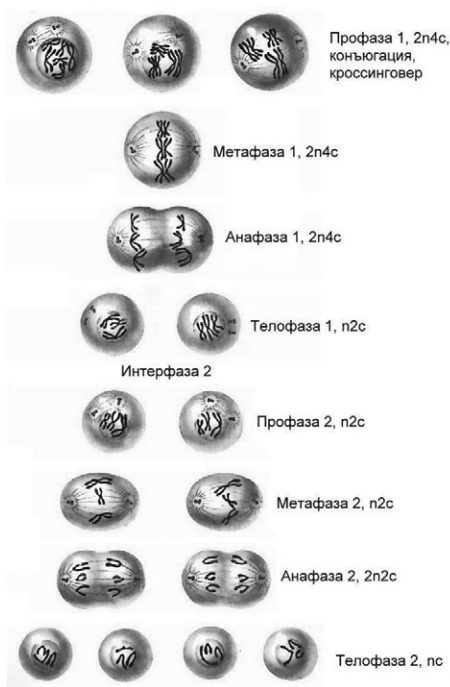 Профаза 1, 2n4c,
конъюгация,
кроссинговер
Метафаза 1, 2n4c
Анафаза 1, 2n4c
Телофаза 1, n2c
Интерфаза 2
Профаза 2, n2c
Метафаза 2, n2c
Анафаза 2, 2n2c
Телофаза 2, nc